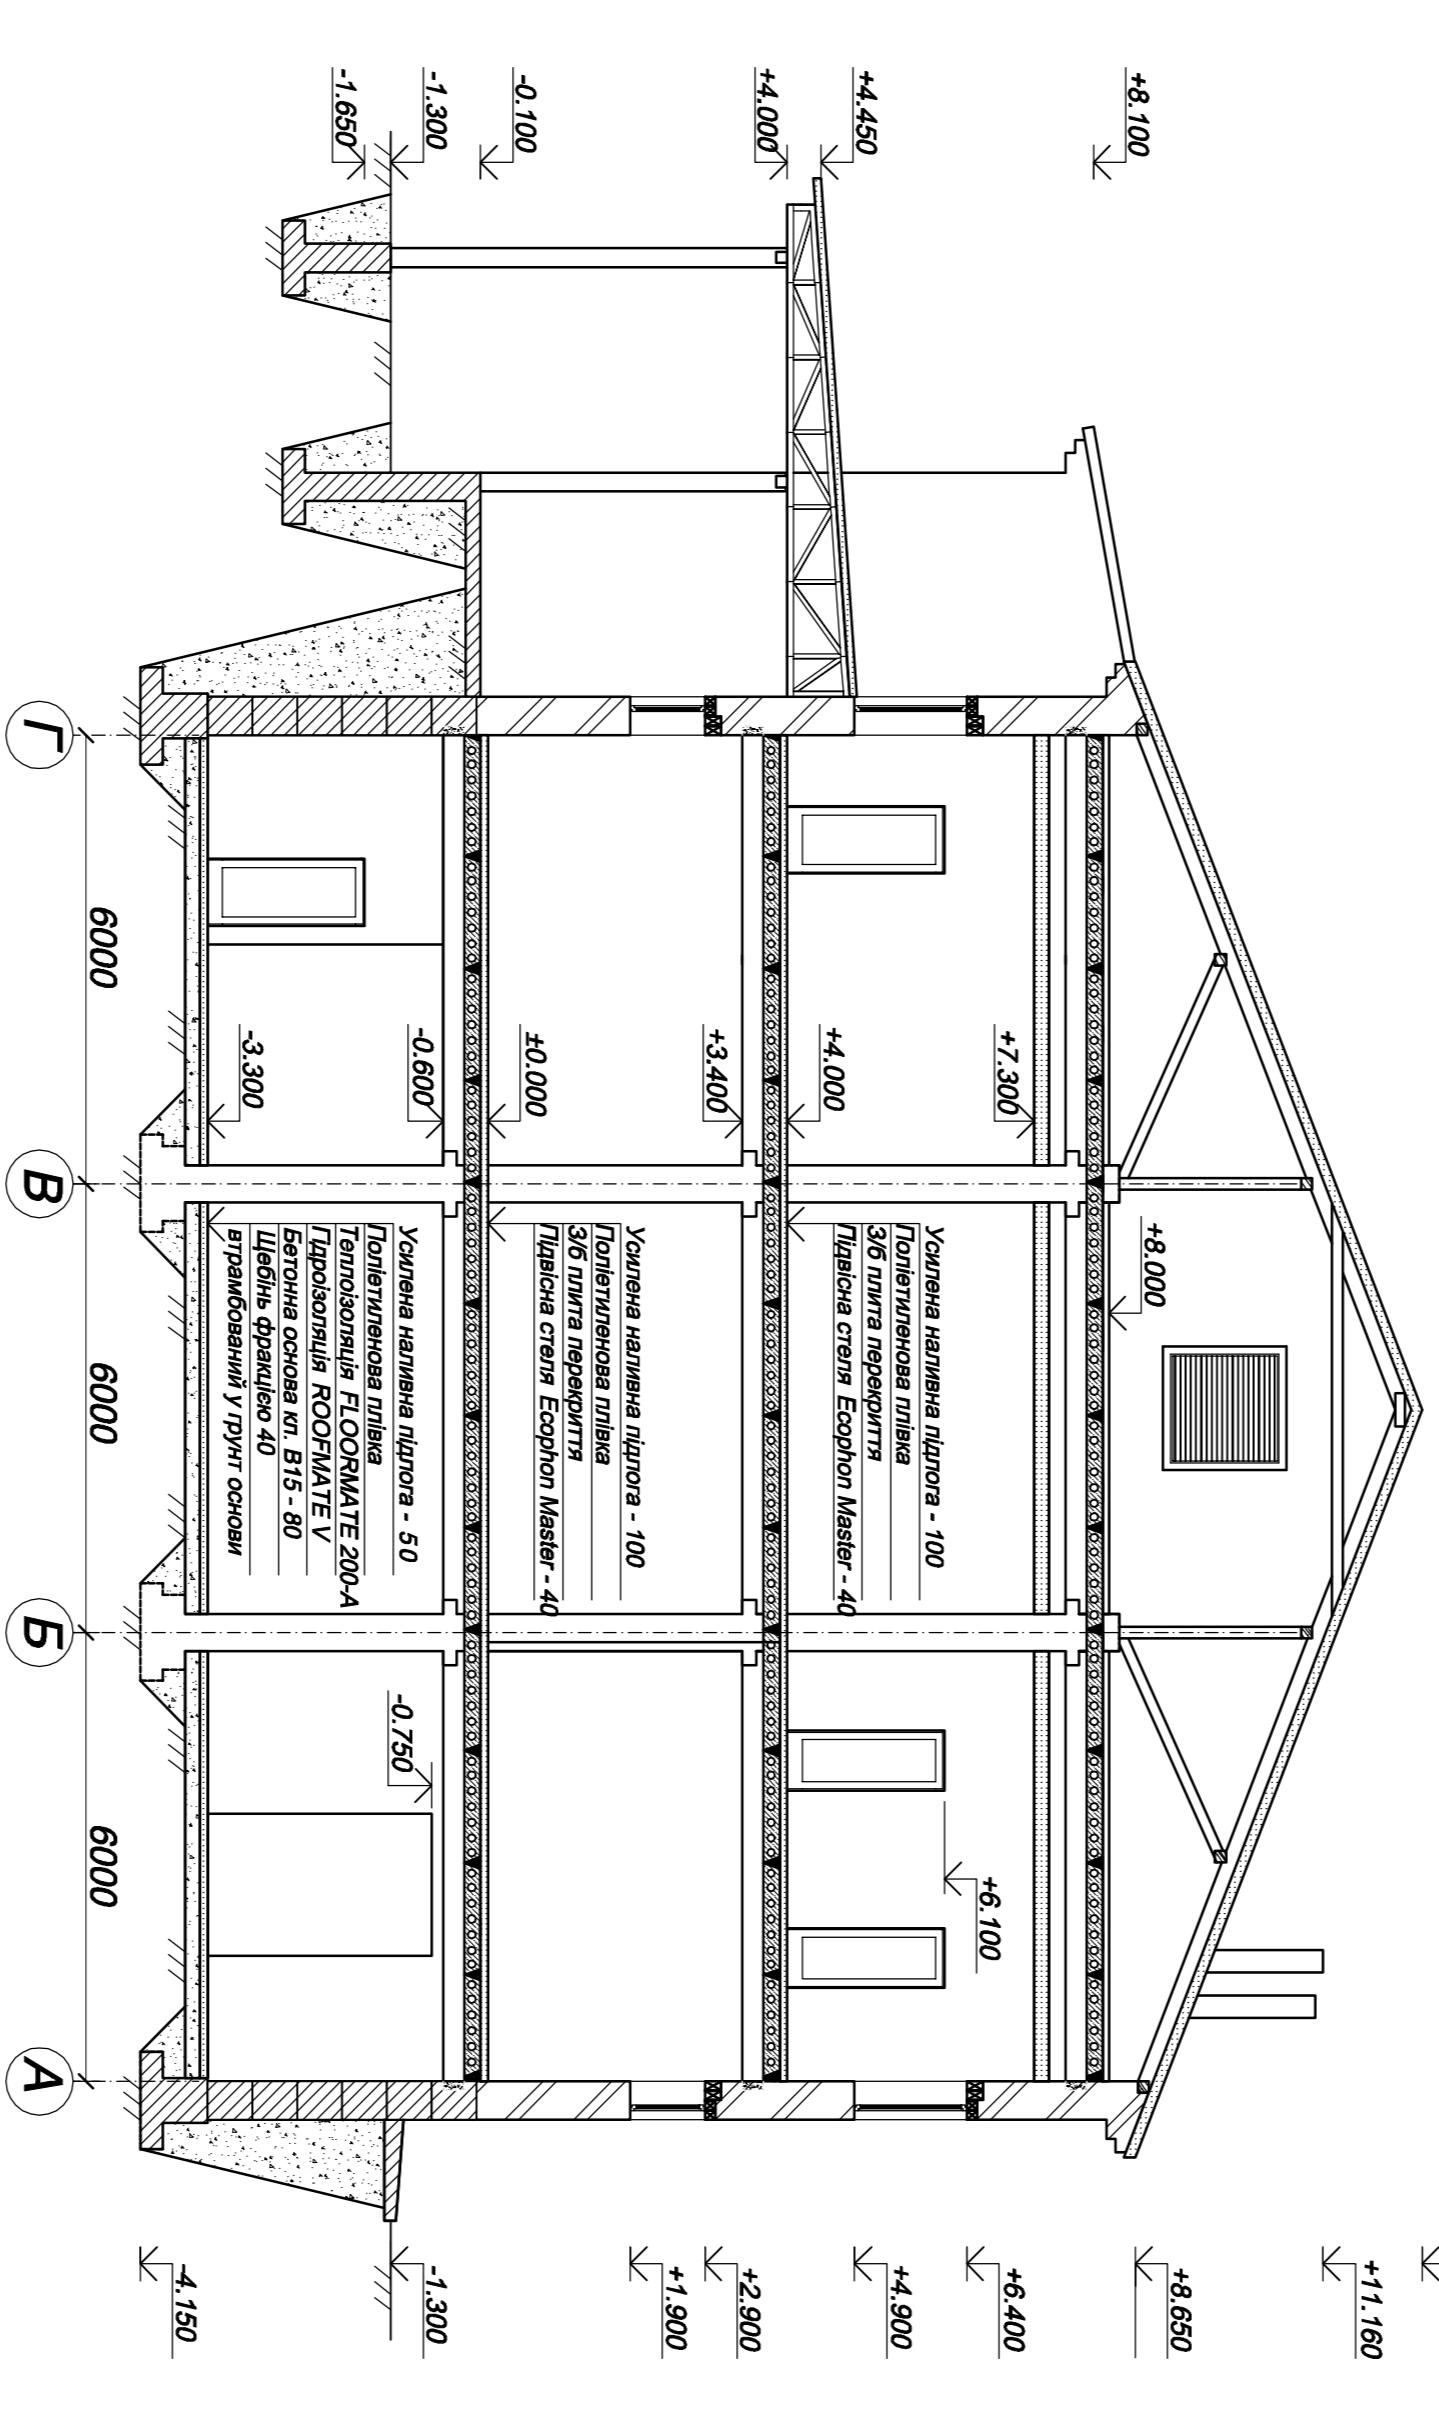 +8.100
+4.450
+4.000
-0.100
-1.300
-1.650
+7.300
+4.000
+3.400
±0.000
-0.600
-3.300
+8.000
Усилена наливна підлога - 100
Поліетиленова плівка
З/б плита перекриття
Підвісна стеля Ecophon Master - 40
Усилена наливна підлога - 100
Поліетиленова плівка
З/б плита перекриття
Підвісна стеля Ecophon Master - 40
Усилена наливна підлога - 50
Поліетиленова плівка
Теплоізоляція FLOORMATE 200-A
Гідроізоляція ROOFMATE V
Бетонна основа кл. В15 - 80
Щебінь фракцією 40
втрамбований у грунт основи
+6.100
-0.750
+11.160
+8.650
+6.400
+4.900
+2.900
+1.900
-1.300
-4.150
6000
6000
6000
Г
В
Б
А